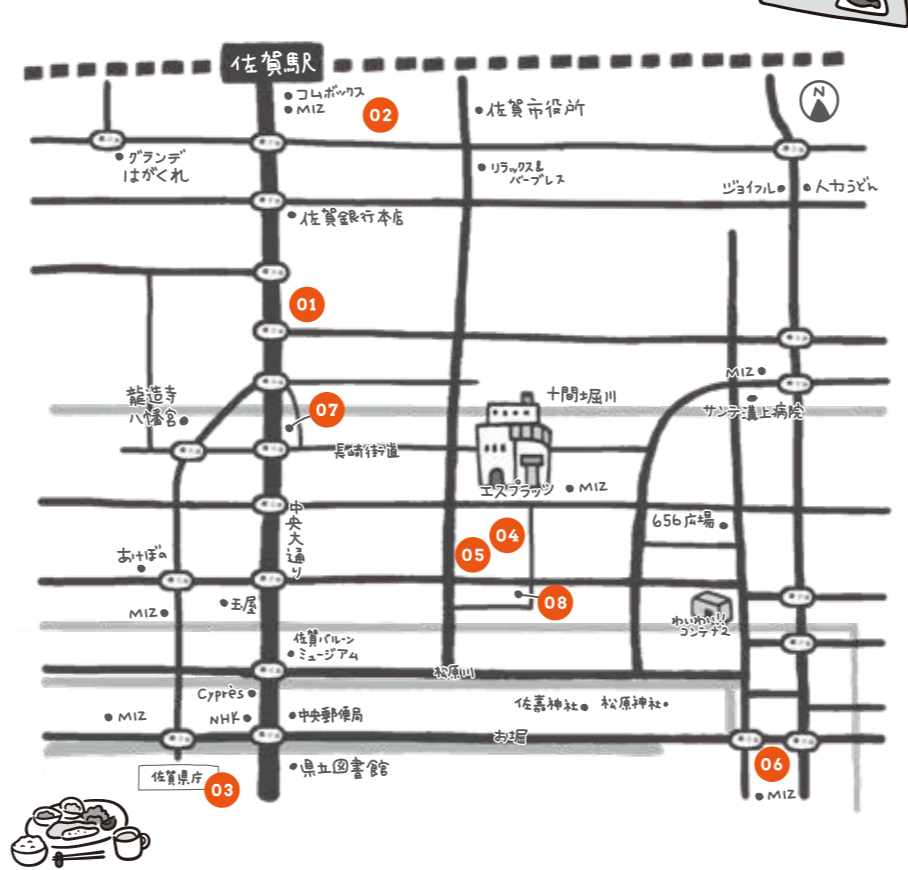 佐賀駅
N
コムボックス
MIZ
02
佐賀市役所
グランデ
はがくれ
リラックス&
バーブレス
ジョイフル
人力うどん
佐賀銀行本店
01
MIZ
サンテ溝上病院
龍造寺
八幡宮
07
十間堀川
長崎街道
エスプラッツ
MIZ
中央大通り
04
05
656広場
あけぼの
08
MIZ
玉屋
わいわい!!
コンテナ2
佐賀バルーン
ミュージアム
松原川
Cyprès
MIZ
NHK
中央郵便局
佐嘉神社
松原神社
お堀
佐賀県庁
03
県立図書館
06
MIZ